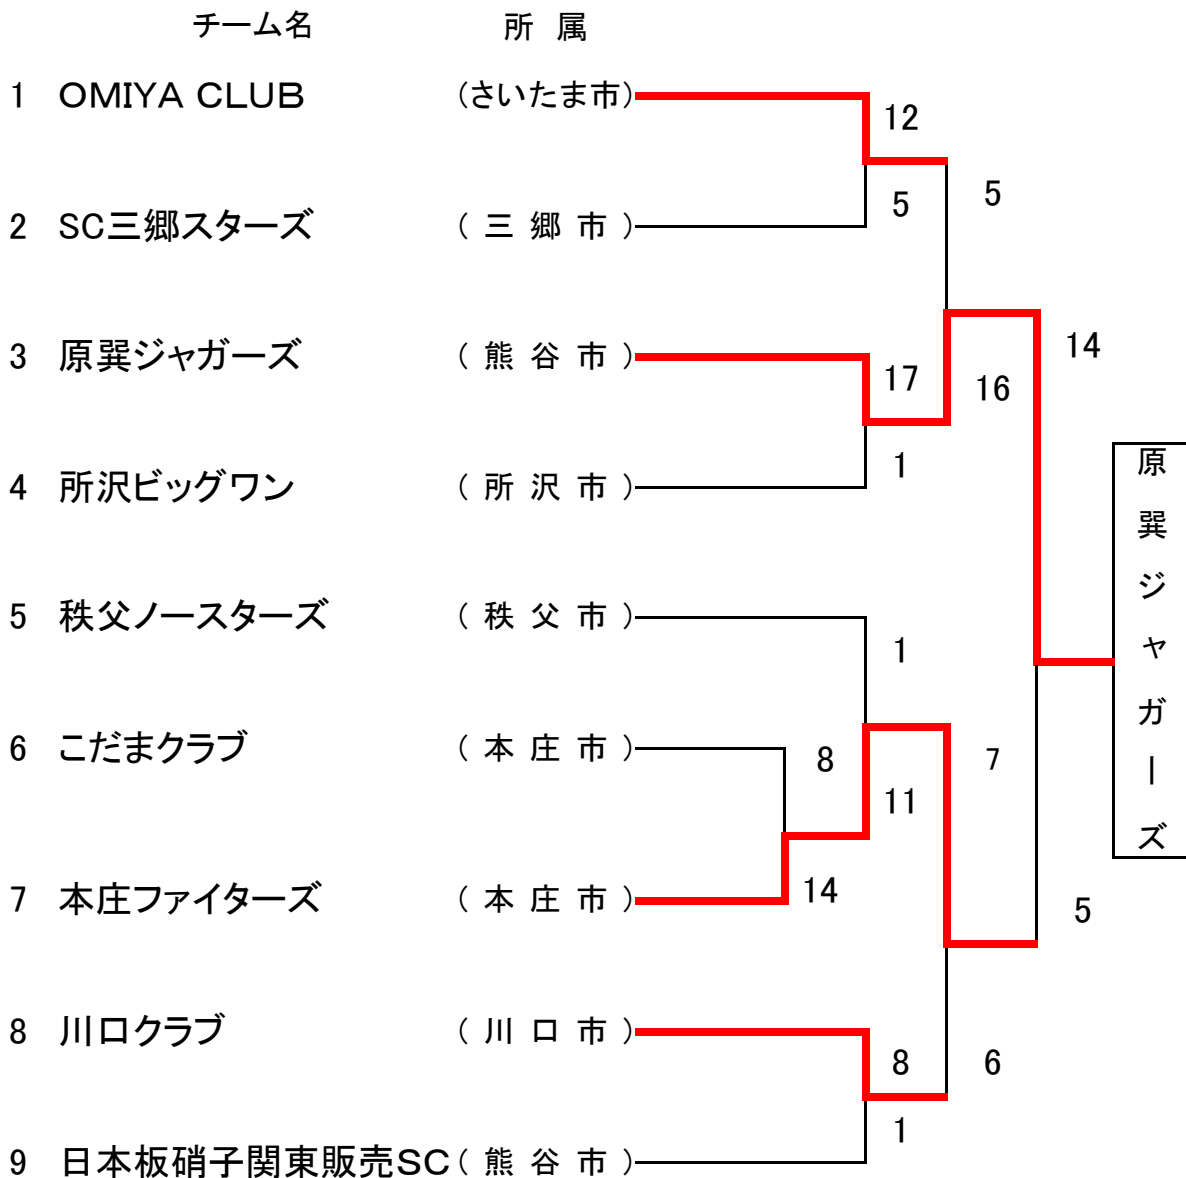 チーム名 所 属
1 OMIYA CLUB (さいたま市)
12
5
5
2 SC三郷スターズ ( 三 郷 市 )
3 原巽ジャガーズ ( 熊 谷 市 )
14
17
16
1
4 所沢ビッグワン ( 所 沢 市 )
原巽ジャガーズ
5 秩父ノースターズ ( 秩 父 市 )
1
6 こだまクラブ ( 本 庄 市 )
8
7
11
7 本庄ファイターズ ( 本 庄 市 )
14
5
8 川口クラブ ( 川 口 市 )
8
6
1
9 日本板硝子関東販売SC ( 熊 谷 市 )